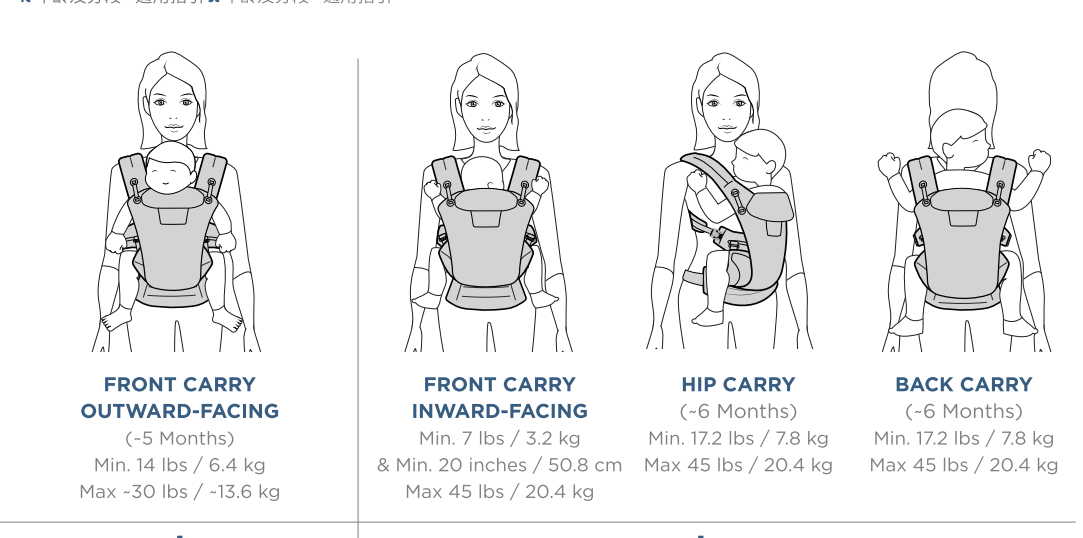 FRONT CARRY
OUTWARD-FACING
(~5 Months)
Min. 14 lbs / 6.4 kg
Max ~30 lbs / ~13.6 kg
FRONT CARRY
INWARD-FACING
Min. 7 lbs / 3.2 kg
& Min. 20 inches / 50.8 cm
Max 45 lbs / 20.4 kg
HIP CARRY
(~6 Months)
Min. 17.2 lbs / 7.8 kg
Max 45 lbs / 20.4 kg
BACK CARRY
(~6 Months)
Min. 17.2 lbs / 7.8 kg
Max 45 lbs / 20.4 kg